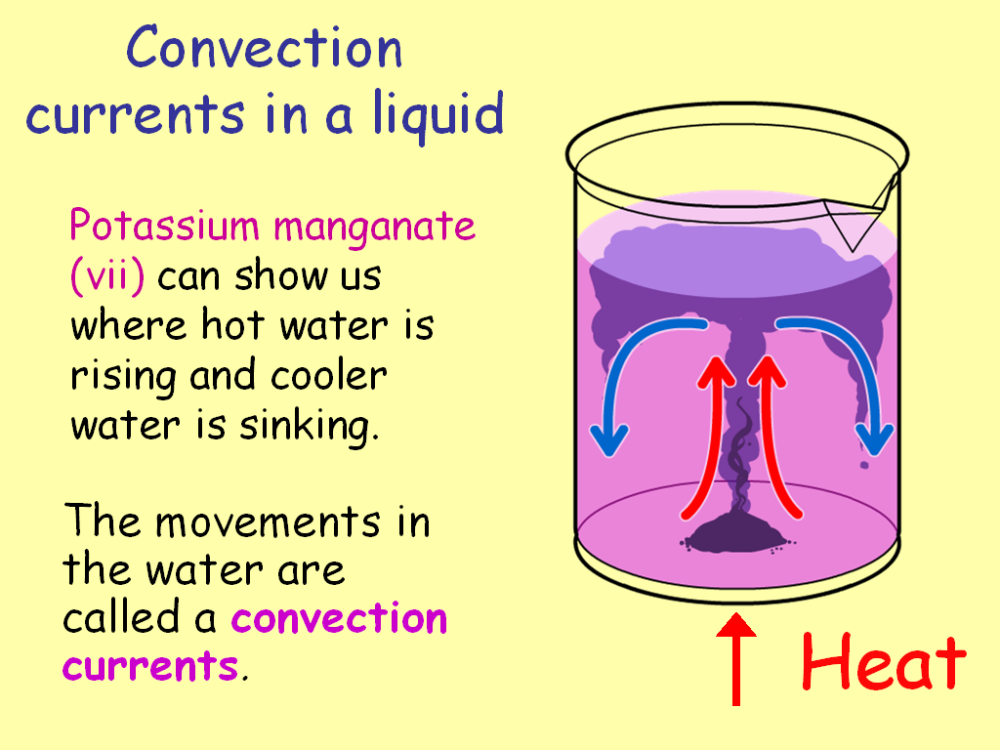 Convection
currents in a liquid
Potassium manganate
(vii) can show us
where hot water is
rising and cooler
water is sinking.
The movements in
the water are
called a convection
currents.
Heat